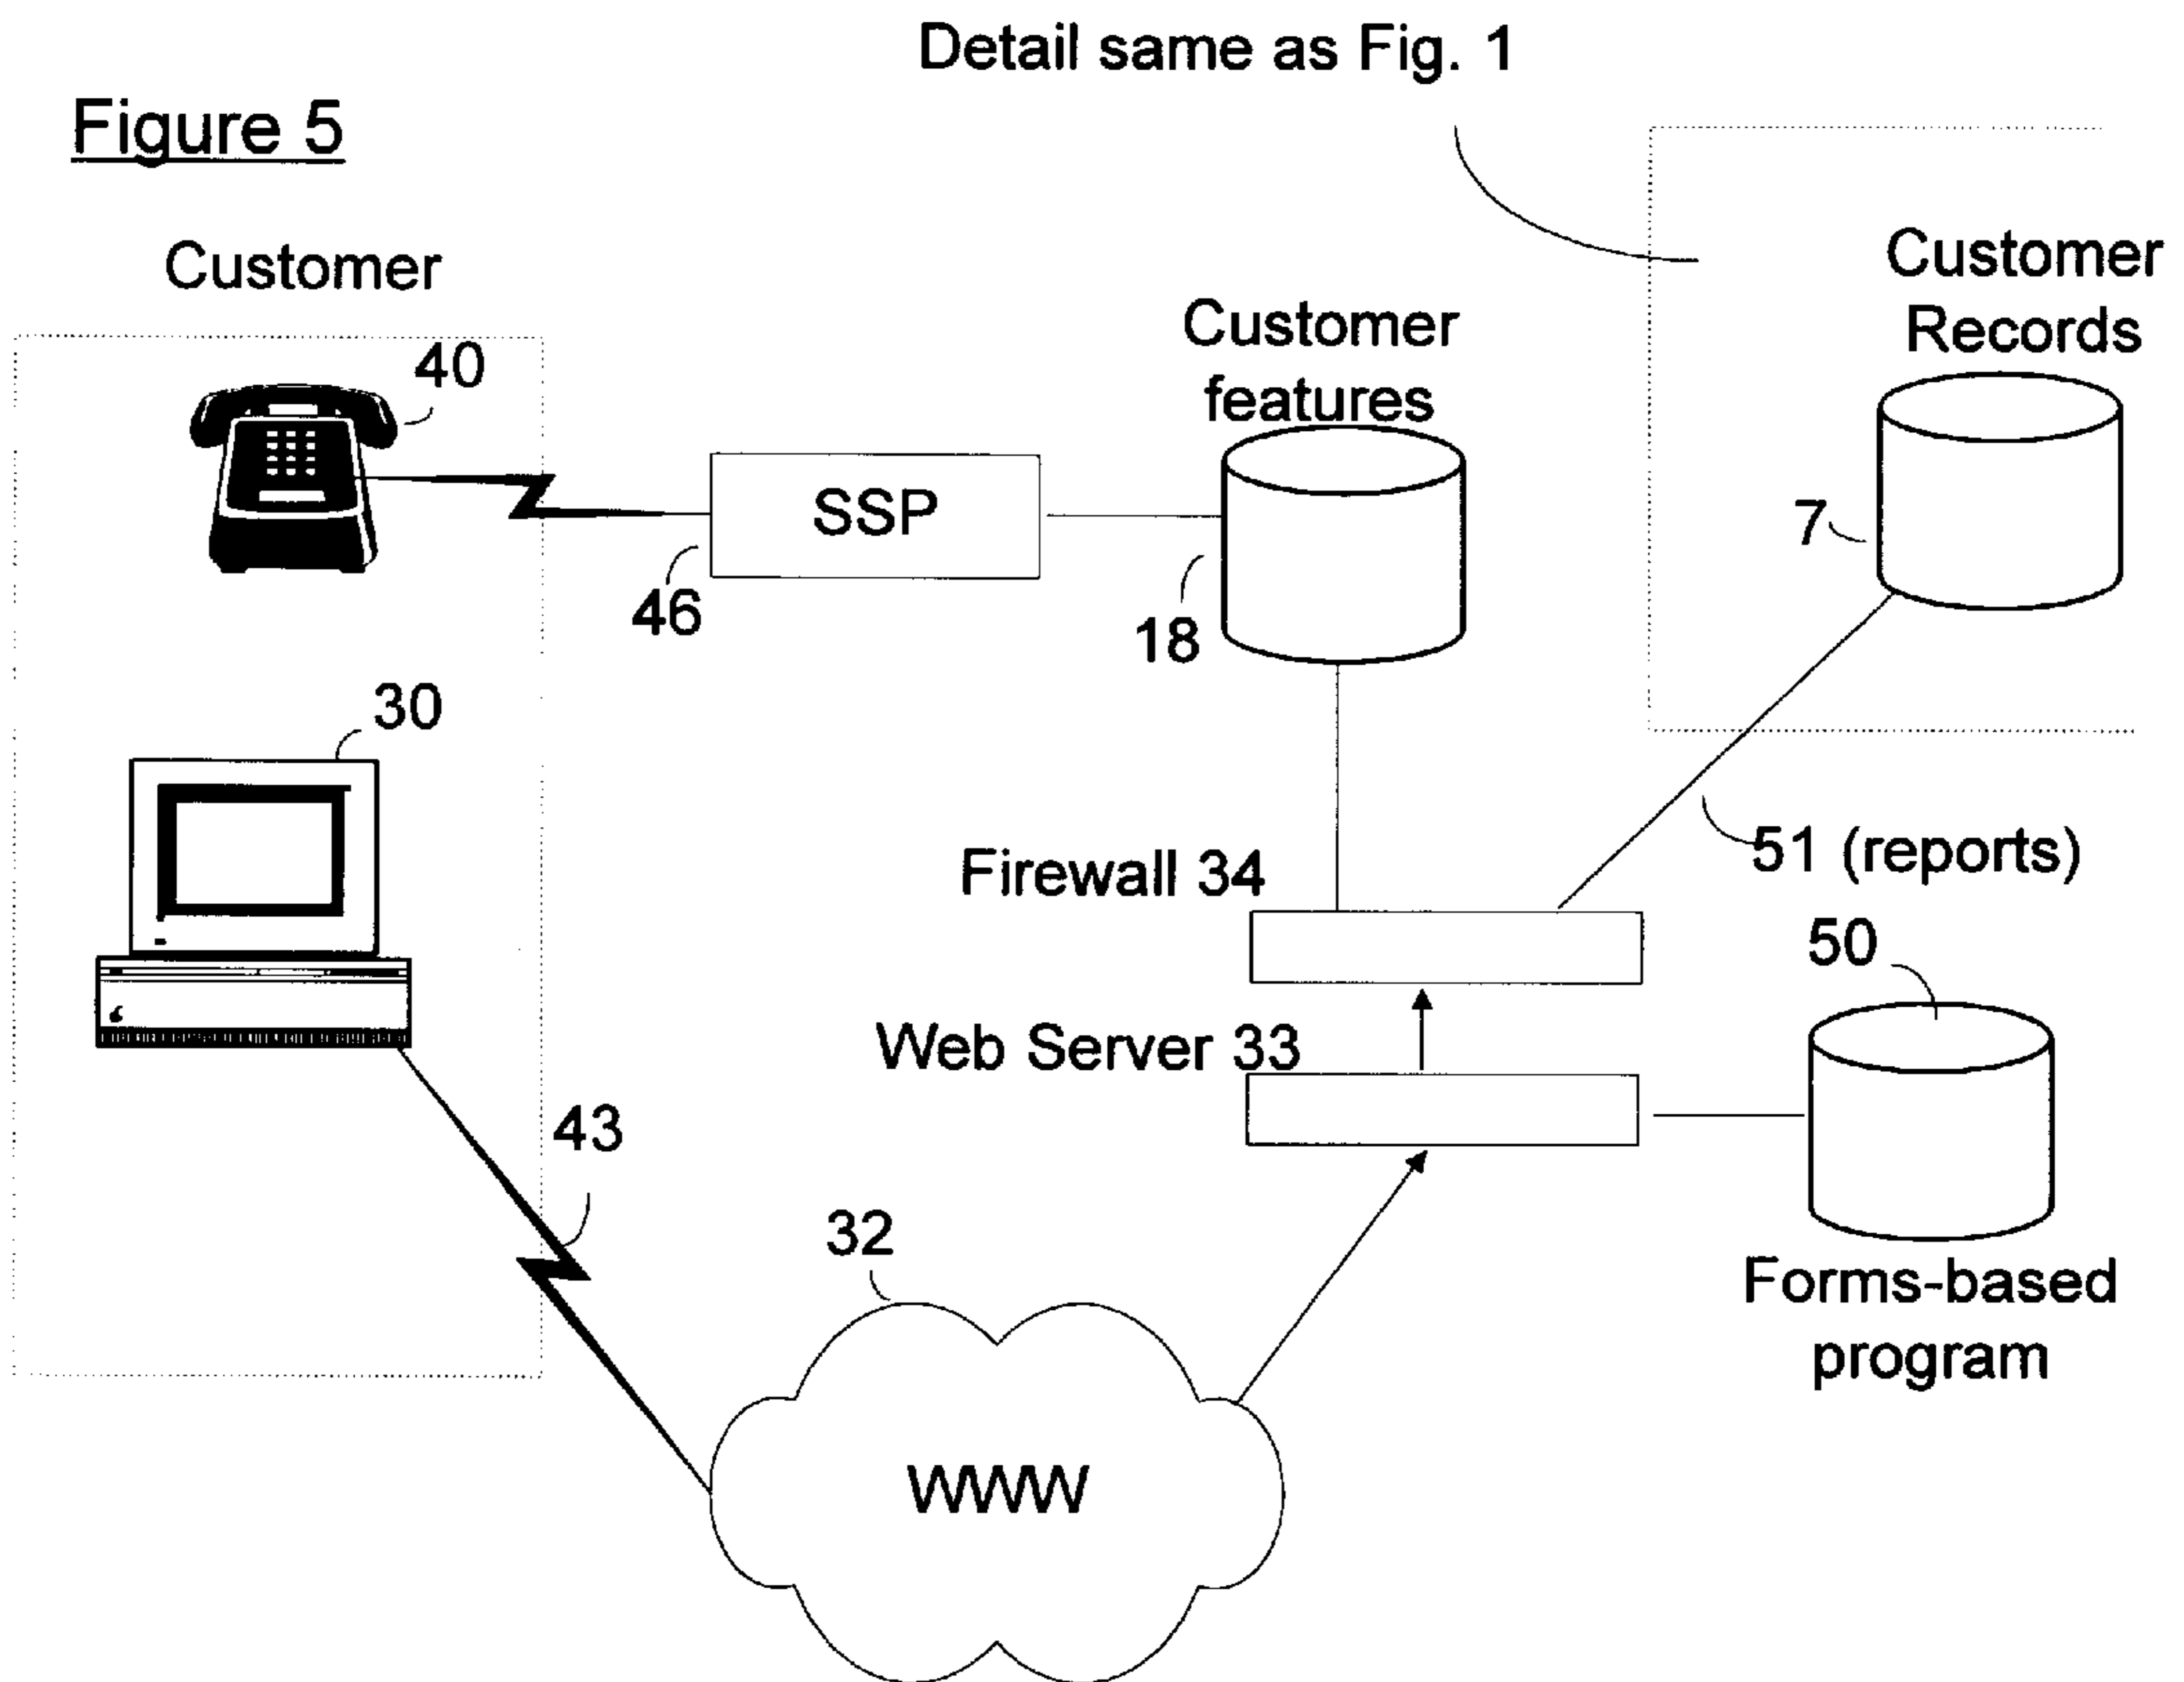 Detail same as Fig. 1
Figure 5
Customer
Customer
Records
Customer
features
40
SSP
7
46
18
30
51 (reports)
Firewall 34
50
Web Server 33
43
32
Forms-based
program
WWW